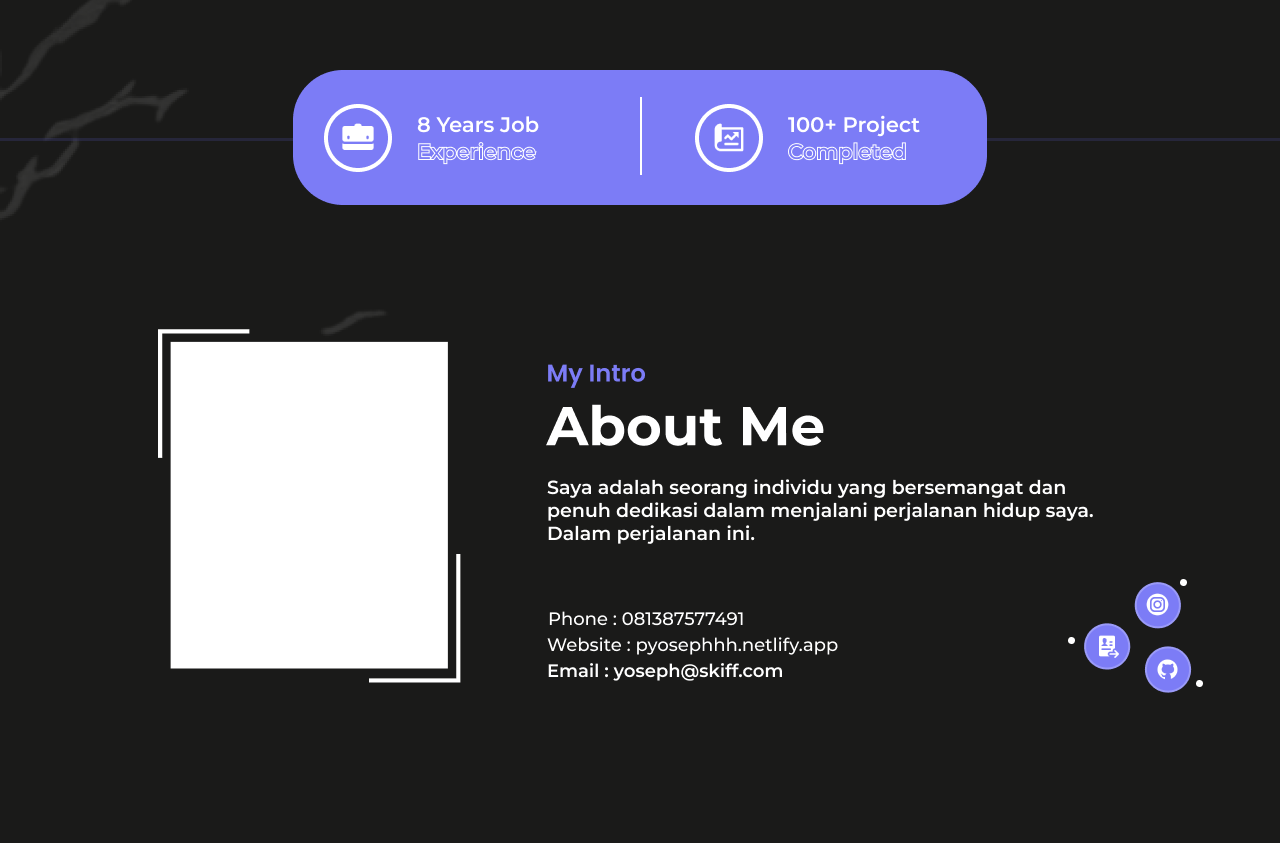 8 Years Job
Experience
100+ Project
Completed
My Intro
About Me
Saya adalah seorang individu yang bersemangat dan
penuh dedikasi dalam menjalani perjalanan hidup saya.
Dalam perjalanan ini.
Phone : 081387577491
Website : pyosephhh.netlify.app
Email : yoseph@skiff.com